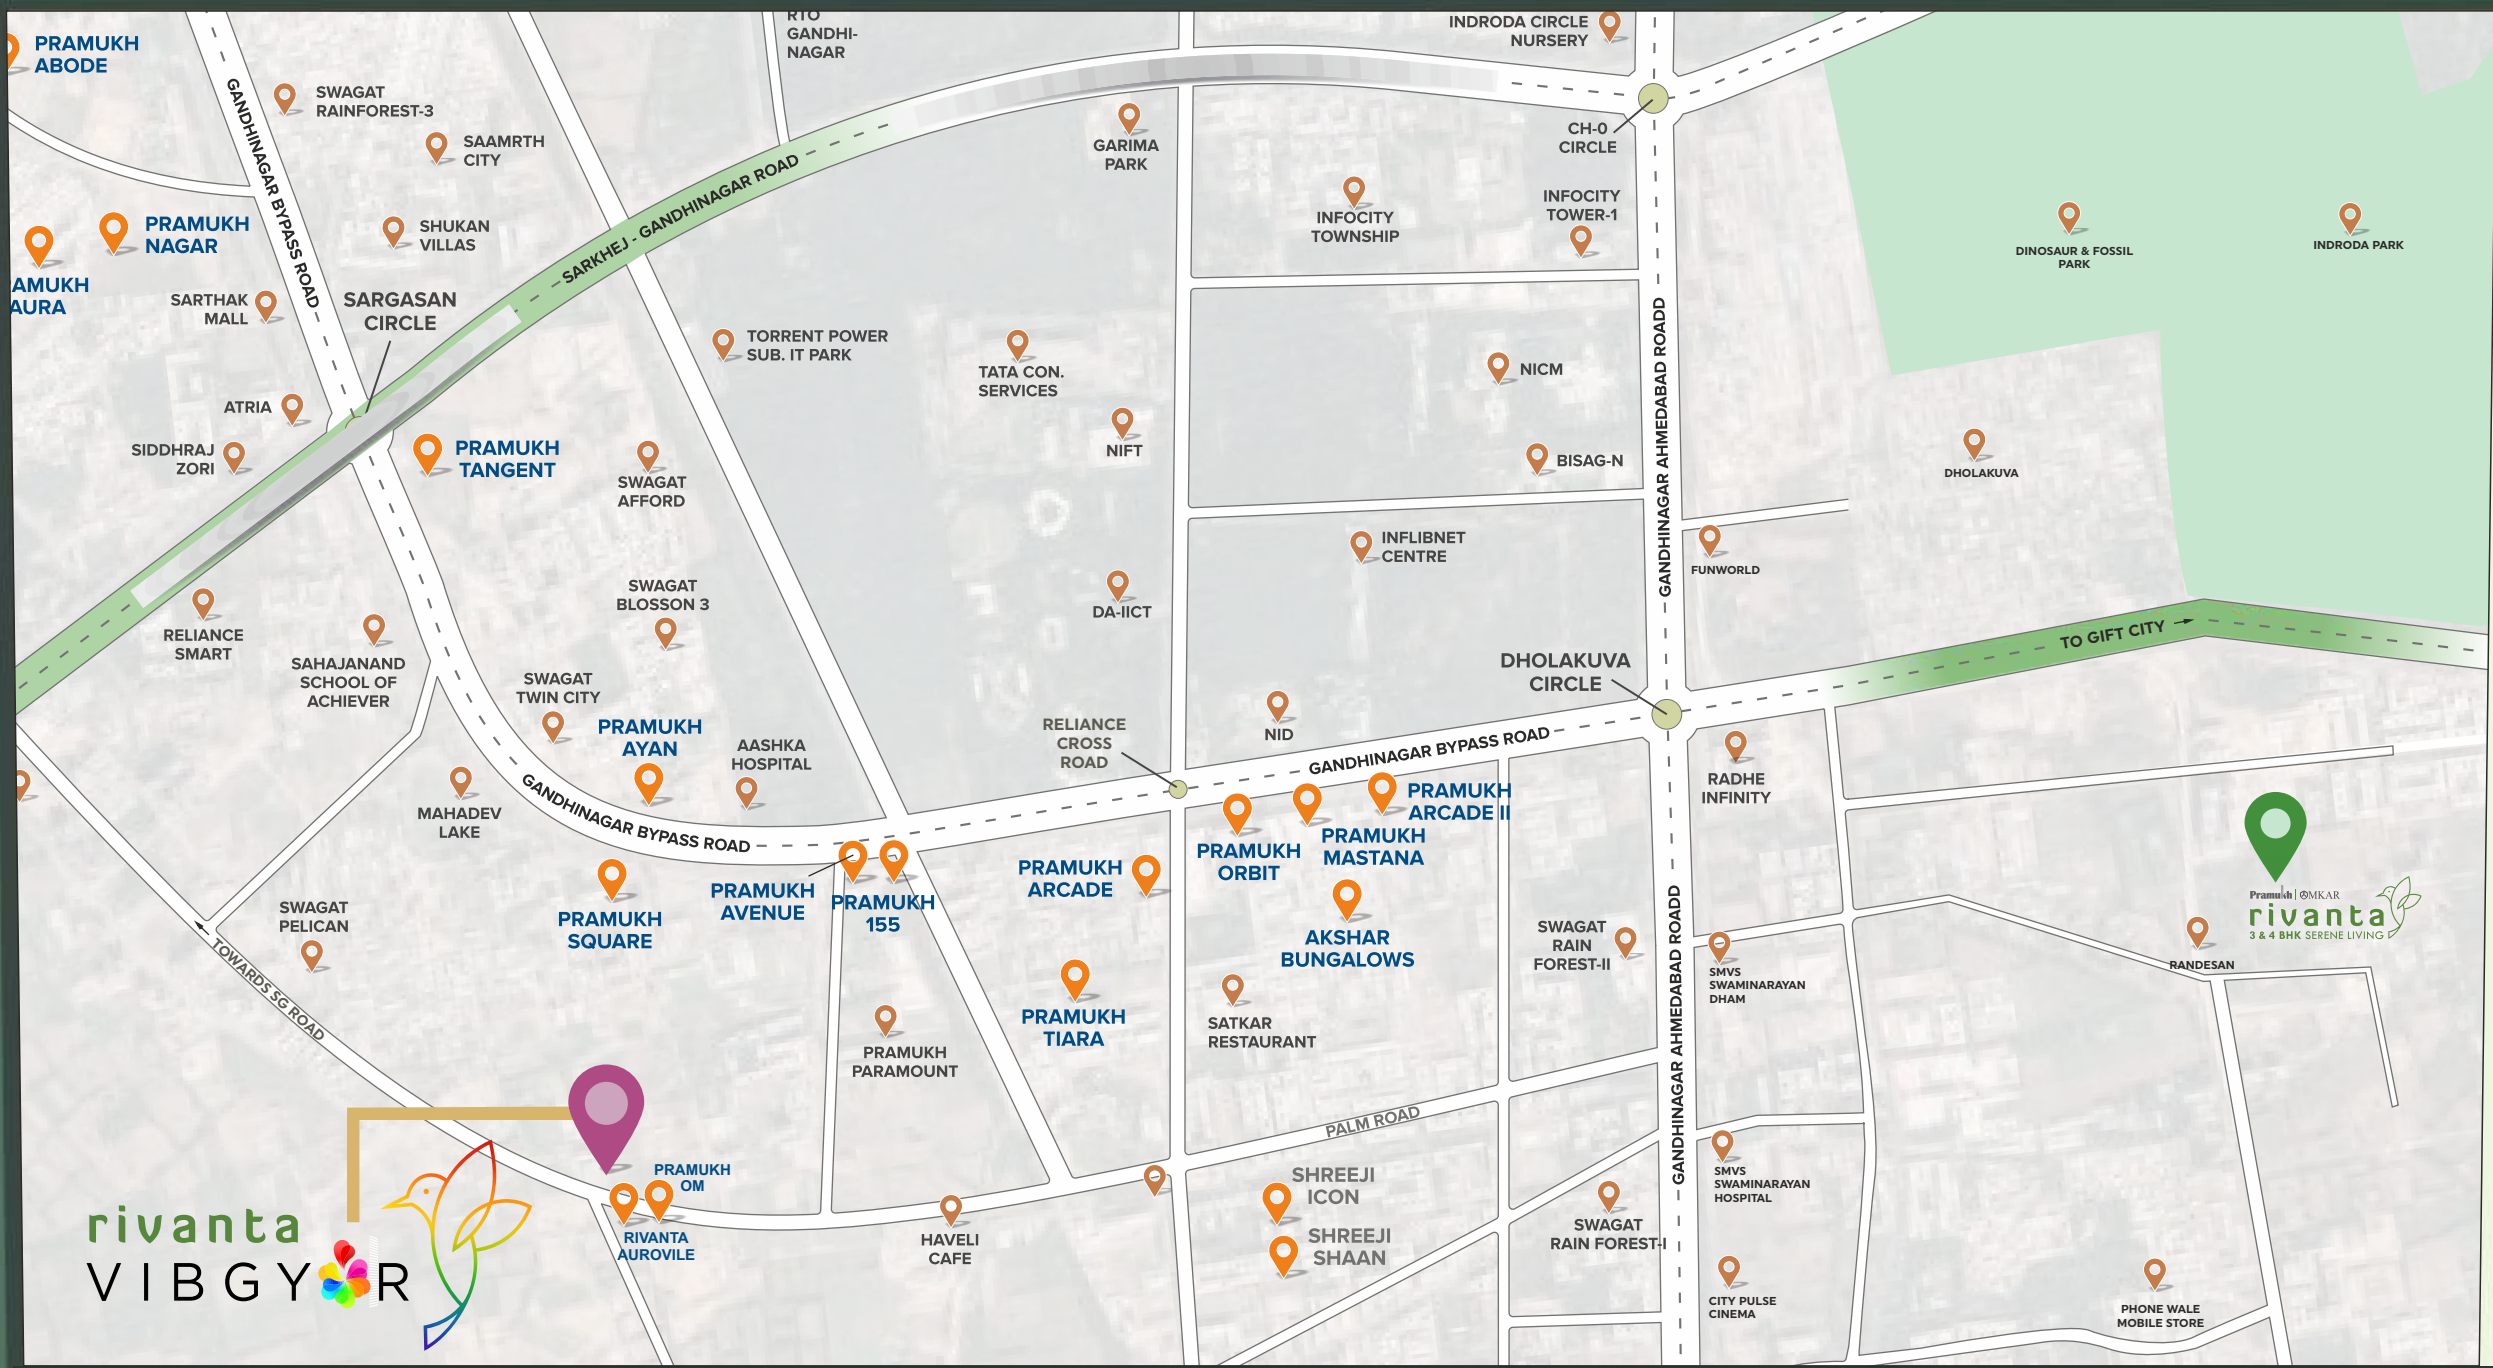 RTO
GANDHI-
NAGAR
INDRODA CIRCLE
NURSERY
PRAMUKH
ABODE
SWAGAT
RAINFOREST-3
SAAMRTH
CITY
GANDHINAGAR BYPASS ROAD
SARKHEJ - GANDHINAGAR ROAD
GARIMA
PARK
CH-0
CIRCLE
INFOCITY
TOWNSHIP
INFOCITY
TOWER-1
DINOSAUR & FOSSIL
PARK
INDRODA PARK
PRAMUKH
NAGAR
SHUKAN
VILLAS
AMUKH
AURA
SARTHAK
MALL
SARGASAN
CIRCLE
TORRENT POWER
SUB. IT PARK
TATA CON.
SERVICES
NICM
GANDHINAGAR AHMEDABAD ROADD
ATRIA
SIDDHRAJ
ZORI
PRAMUKH
TANGENT
SWAGAT
AFFORD
NIFT
BISAG-N
DHOLAKUVA
INFLIBNET
CENTRE
FUNWORLD
RELIANCE
SMART
SAHAJANAND
SCHOOL OF
ACHIEVER
SWAGAT
BLOSSON 3
DA-IICT
TO GIFT CITY
SWAGAT
TWIN CITY
PRAMUKH
AYAN
AASHKA
HOSPITAL
RELIANCE
CROSS
ROAD
NID
DHOLAKUVA
CIRCLE
GANDHINAGAR BYPASS ROAD
RADHE
INFINITY
MAHADEV
LAKE
GANDHINAGAR BYPASS ROAD
PRAMUKH
ARCADE II
PRAMUKH
MASTANA
PRAMUKH
ORBIT
PRAMUKH
ARCADE
PRAMUKH
AVENUE
PRAMUKH
155
PRAMUKH
SQUARE
AKSHAR
BUNGALOWS
SWAGAT
RAIN
FOREST-II
GANDHINAGAR AHMEDABAD ROADD
SMVS
SWAMINARAYAN
DHAM
Pramukh | OMKAR
rivanta
3 & 4 BHK SERENE LIVING
RANDESAN
SWAGAT
PELICAN
TOWARDS SG ROAD
PRAMUKH
TIARA
SATKAR
RESTAURANT
PRAMUKH
PARAMOUNT
PALM ROAD
PRAMUKH
OM
RIVANTA
AUROVILE
HAVELI
CAFE
SHREEJI
ICON
SHREEJI
SHAAN
SWAGAT
RAIN FOREST-I
SMVS
SWAMINARAYAN
HOSPITAL
CITY PULSE
CINEMA
PHONE WALE
MOBILE STORE
rivanta
VIBGYOR